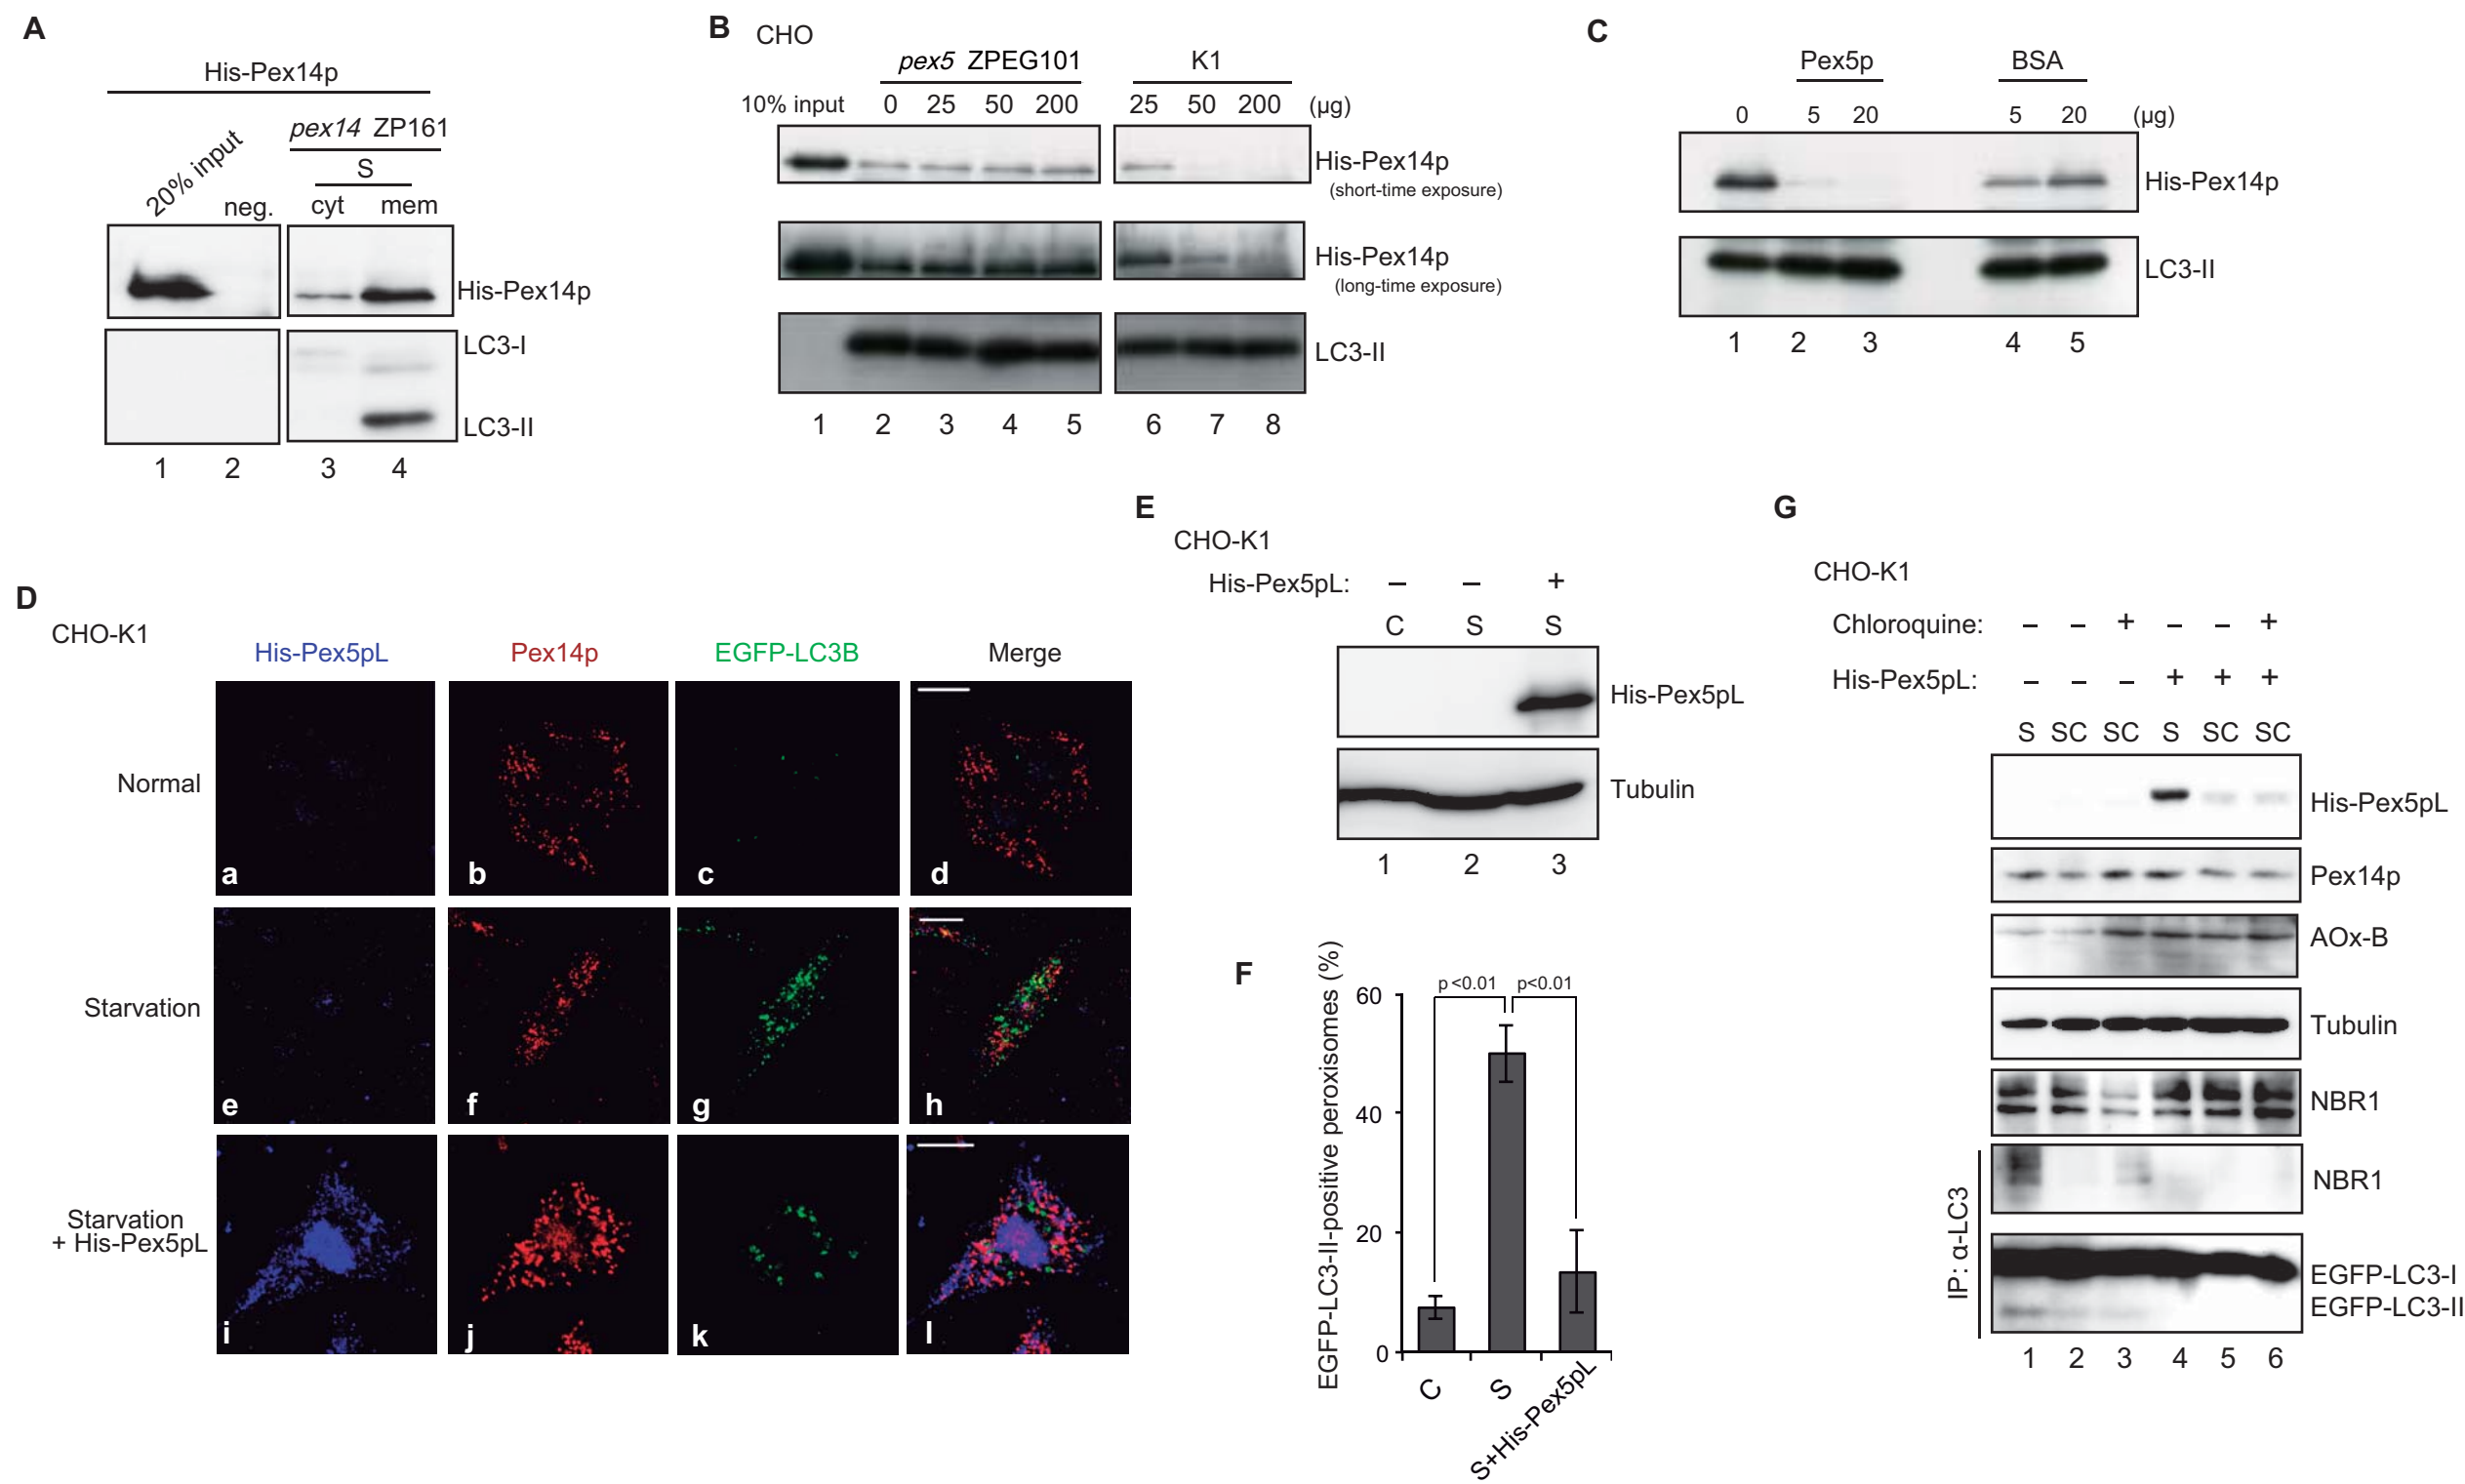 A
His-Pex14p
20% input
neg.
pex14 ZP161
S
cyt mem
His-Pex14p
LC3-I
LC3-II
1 2 3 4
B
CHO
pex5 ZPEG101 K1
10% input 0 25 50 200 25 50 200 (µg)
His-Pex14p
(short-time exposure)
His-Pex14p
(long-time exposure)
LC3-II
1 2 3 4 5 6 7 8
C
Pex5p BSA
0 5 20 5 20 (µg)
His-Pex14p
LC3-II
1 2 3 4 5
D
CHO-K1
His-Pex5pL Pex14p EGFP-LC3B Merge
Normal
a b c d
Starvation
e f g h
Starvation
+ His-Pex5pL
i j k l
E
CHO-K1
His-Pex5pL: – – +
C S S
His-Pex5pL
Tubulin
1 2 3
F
EGFP-LC3-II-positive peroxisomes (%)
60
40
20
0
p <0.01 p<0.01
C S S+His-Pex5pL
G
CHO-K1
Chloroquine: – – + – – +
His-Pex5pL: – – – + + +
S SC SC S SC SC
His-Pex5pL
Pex14p
AOx-B
Tubulin
NBR1
IP: α-LC3
NBR1
EGFP-LC3-I
EGFP-LC3-II
1 2 3 4 5 6